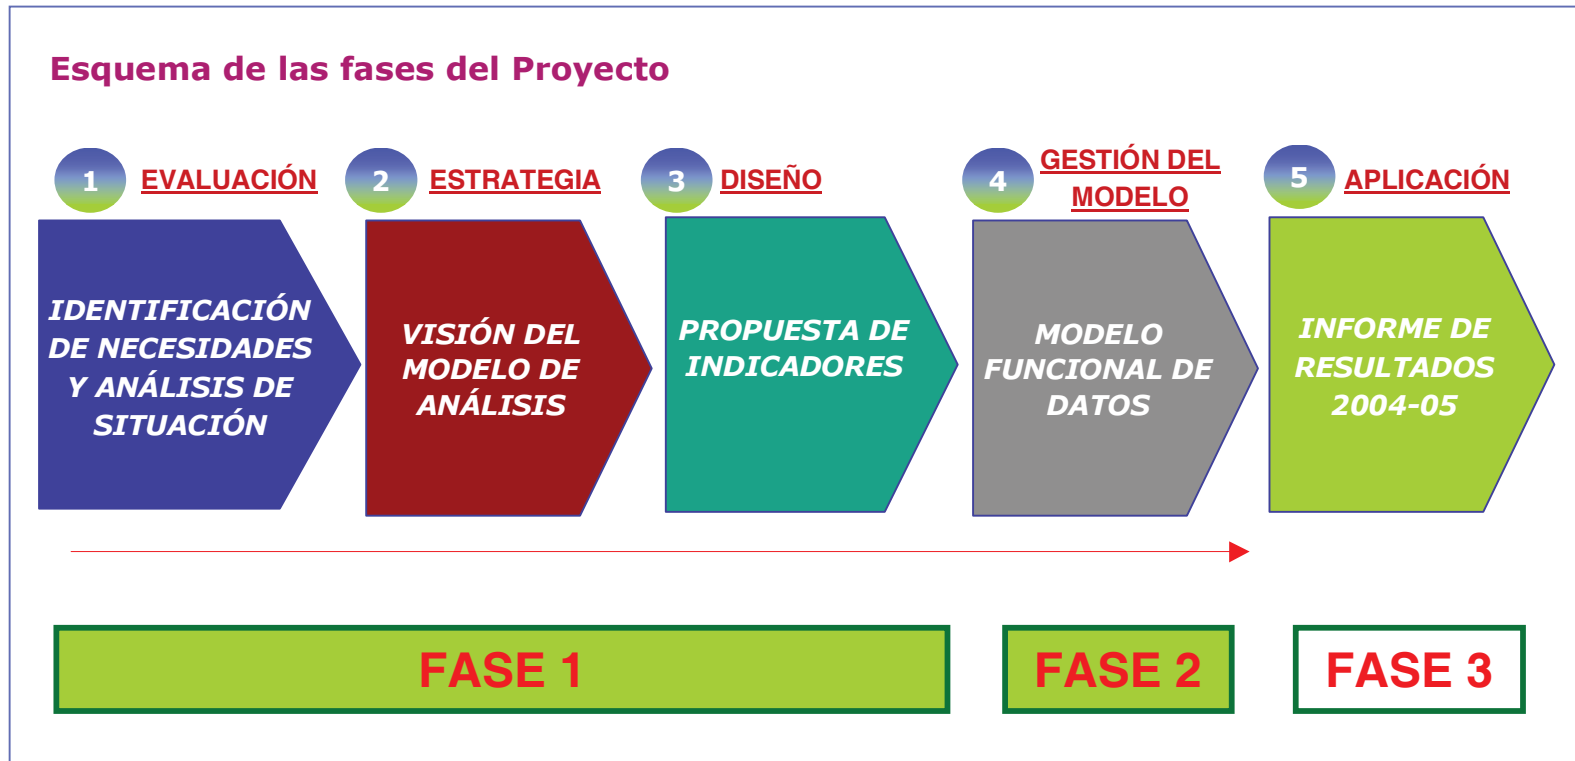 Esquema de las fases del Proyecto
1 EVALUACIÓN
2 ESTRATEGIA
3 DISEÑO
4 GESTIÓN DEL
MODELO
5 APLICACIÓN
IDENTIFICACIÓN
DE NECESIDADES
Y ANÁLISIS DE
SITUACIÓN
VISIÓN DEL
MODELO DE
ANÁLISIS
PROPUESTA DE
INDICADORES
MODELO
FUNCIONAL DE
DATOS
INFORME DE
RESULTADOS
2004-05
FASE 1
FASE 2
FASE 3